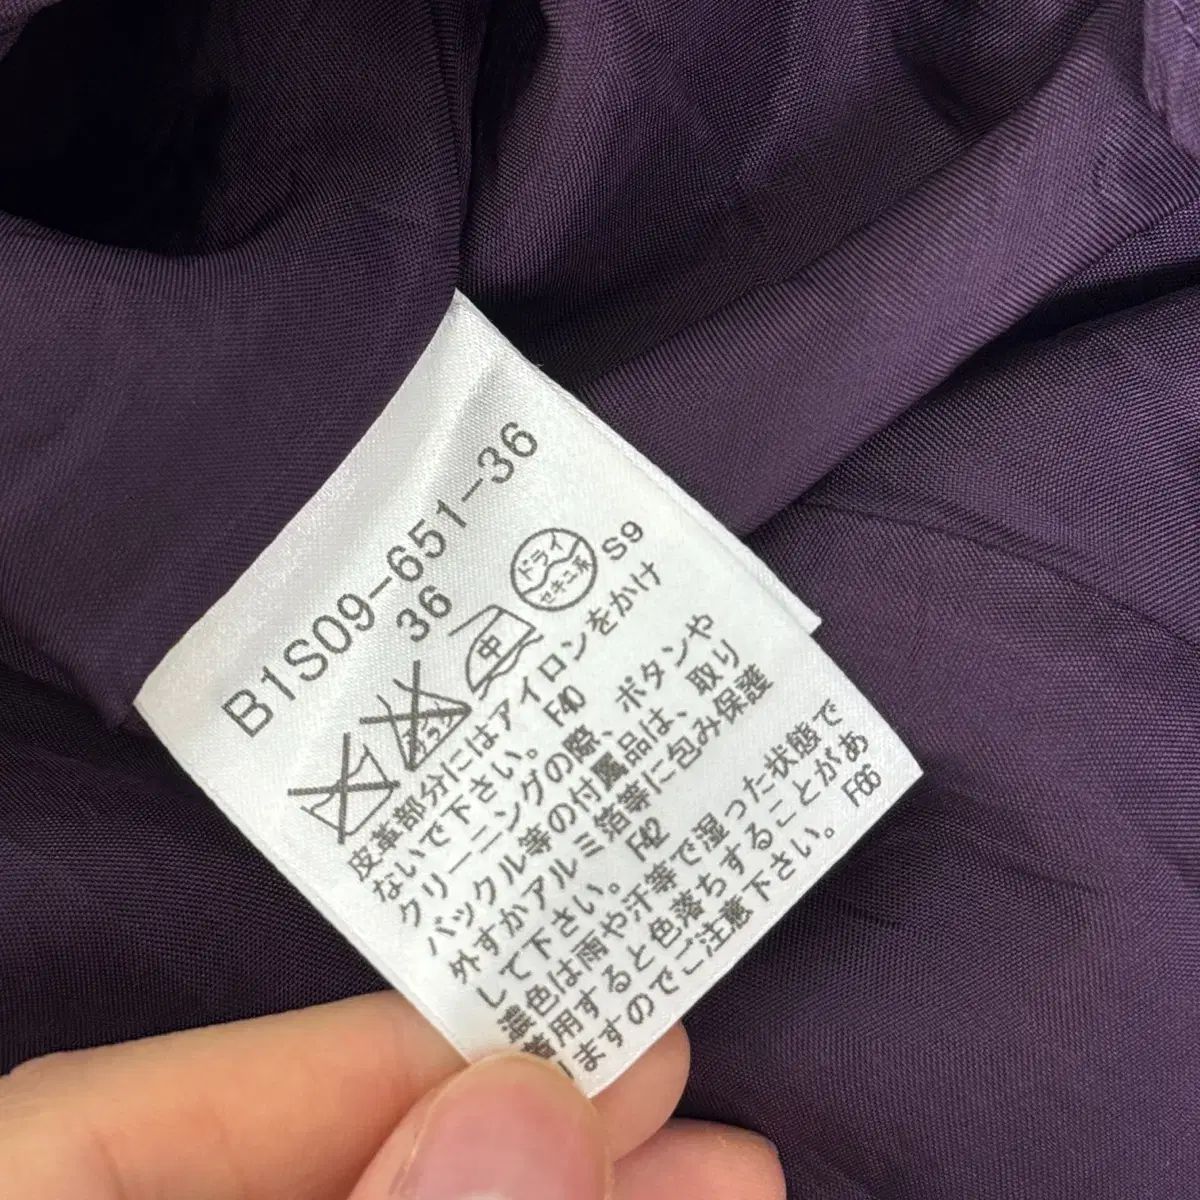 B1S09-651-36
36
エンソ
サラシ
中
ドライ
セキユ系
S9
皮革部分にはアイロンをかけ
ないで下さい。 F40
クリーニングの際、ボタンや
バックル等の付属品は、取り
外すかアルミ箔等に包み保護
して下さい。 F42
濃色は雨や汗等で湿った状態で
着用すると色落ちすることがあ
りますのでご注意下さい。 F66